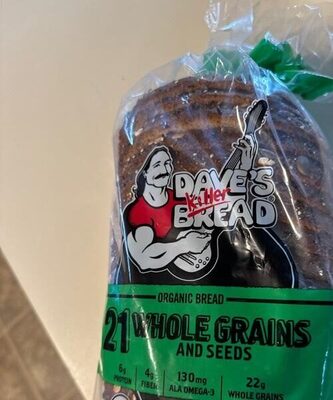 DAVE'S
Killer
BREAD
ORGANIC BREAD
21 WHOLE GRAINS
AND SEEDS
6g 4g 130mg 22g
PROTEIN FIBER ALA OMEGA-3 WHOLE GRAINS